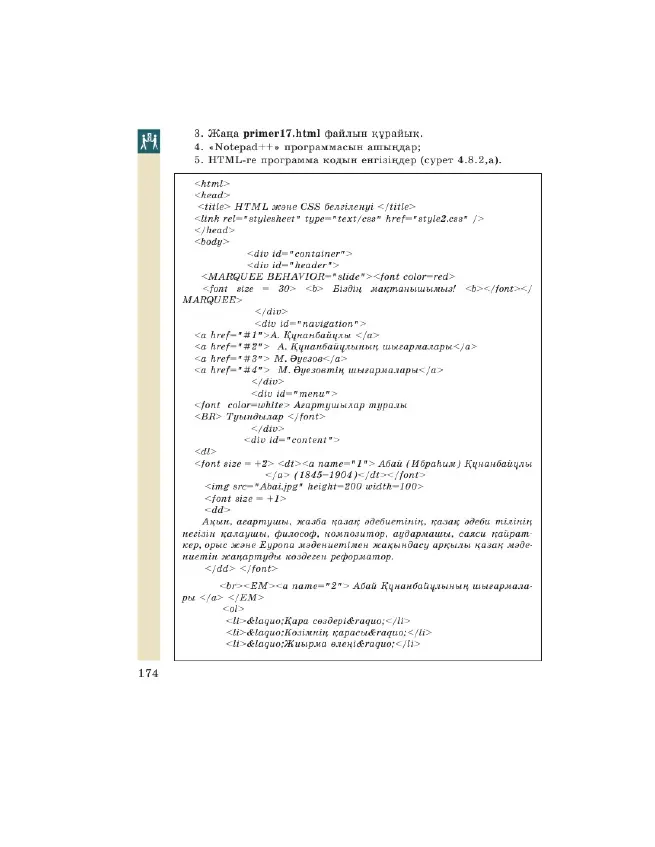 3. Жаңа primer17.html файлын құрайық.
4. «Notepad++» программасын ашыңдар;
5. HTML-ге программа кодын енгізіңдер (сурет 4.8.2,а).
<html>
<head>
<title> HTML және CSS белгіленуі </title>
<link rel="stylesheet" type="text/css" href="style2.css" />
</head>
<body>
<div id="container">
<div id="header">
<MARQUEE BEHAVIOR="slide"><font color=red>
<font size = 30> <b> Біздің мақтанышымыз! <b></font></
MARQUEE>
</div>
<div id="navigation">
<a href="#1">А. Құнанбайұлы </a>
<a href="#2"> А. Құнанбайұлының шығармалары</a>
<a href="#3"> М. Әуезов</a>
<a href="#4"> М. Әуезовтің шығармалары</a>
</div>
<div id="menu">
<font color=white> Ағартушылар туралы
<BR> Туындылар </font>
</div>
<div id="content">
<dl>
<font size = +2> <dt><a name="1"> Абай (Ибраһим) Құнанбайұлы
</a> (1845–1904)</dt></font>
<img src="Abai.jpg" height=200 width=100>
<font size = +1>
<dd>
Ақын, ағартушы, жазба қазақ әдебиетінің, қазақ әдеби тілінің
негізін қалаушы, философ, композитор, аудармашы, саяси қайрат-
кер, орыс және Еуропа мәдениетімен жақындасу арқылы қазақ мәде-
ниетін жаңартуды көздеген реформатор.
</dd> </font>
<br><EM><a name="2"> Абай Құнанбайұлының шығармала-
ры </a> </EM>
<ol>
<li>&laquo;Қара сөздері&raquo;</li>
<li>&laquo;Көзімнің қарасы&raquo;</li>
<li>&laquo;Жиырма өлеңі&raquo;</li>
174